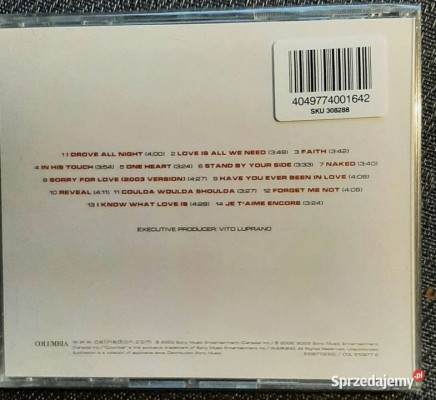 4049774001642
SKU 308288
1 I DROVE ALL NIGHT (4:00) 2 LOVE IS ALL WE NEED (3:49) 3 FAITH (3:42)
4 IN HIS TOUCH (3:54) 5 ONE HEART (3:24) 6 STAND BY YOUR SIDE (3:33) 7 NAKED (3:40)
8 SORRY FOR LOVE (2003 VERSION) (4:27) 9 HAVE YOU EVER BEEN IN LOVE (4:08)
10 REVEAL (4:11) 11 COULDA WOULDA SHOULDA (3:27) 12 FORGET ME NOT (4:06)
13 I KNOW WHAT LOVE IS (4:28) 14 JE T'AIME ENCORE (3:24)
EXECUTIVE PRODUCER: VITO LUPRANO
COLUMBIA
Sprzedajemy.pl